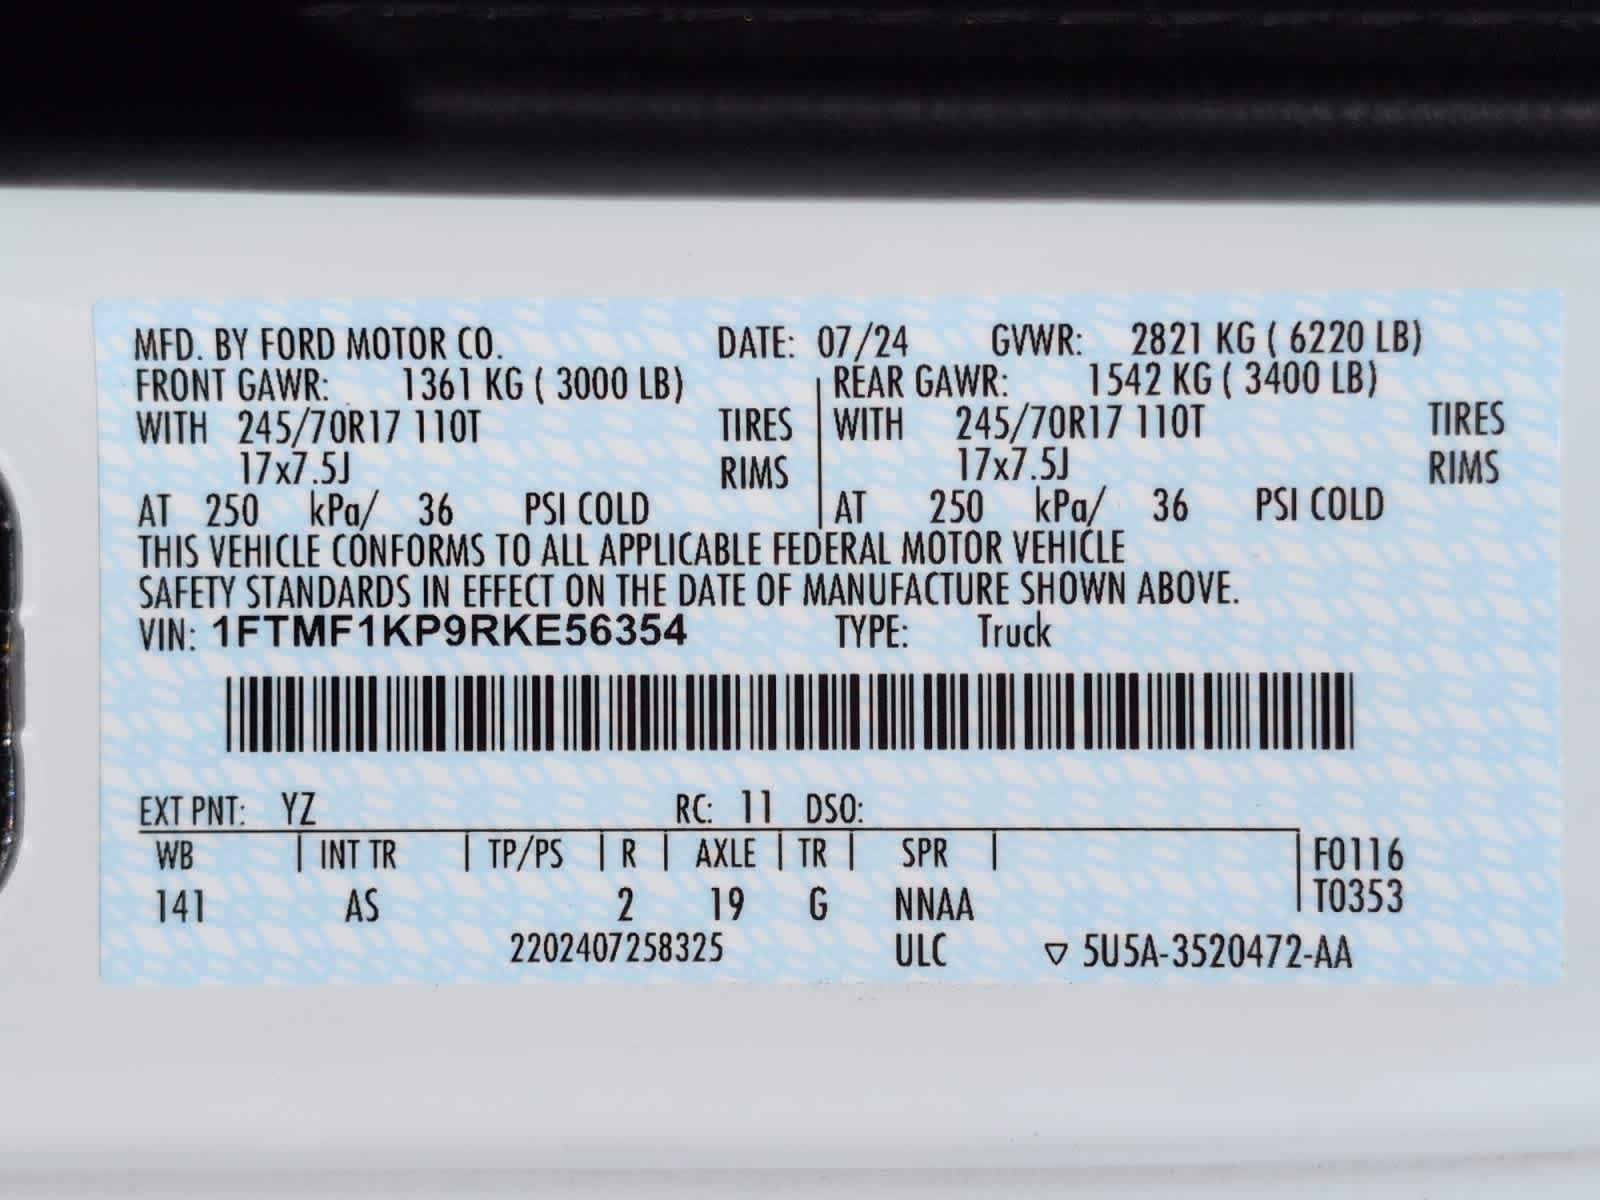 MFD. BY FORD MOTOR CO. DATE: 07/24 GVWR: 2821 KG ( 6220 LB)
FRONT GAWR: 1361 KG ( 3000 LB) REAR GAWR: 1542 KG ( 3400 LB)
WITH 245/70R17 110T TIRES WITH 245/70R17 110T TIRES
17x7.5J RIMS 17x7.5J RIMS
AT 250 kPa/ 36 PSI COLD AT 250 kPa/ 36 PSI COLD
THIS VEHICLE CONFORMS TO ALL APPLICABLE FEDERAL MOTOR VEHICLE
SAFETY STANDARDS IN EFFECT ON THE DATE OF MANUFACTURE SHOWN ABOVE.
VIN: 1FTMF1KP9RKE56354 TYPE: Truck
EXT PNT: YZ RC: 11 DSO:
WB INT TR TP/PS R AXLE TR SPR F0116
141 AS 2 19 G NNAA T0353
2202407258325 ULC ▽ 5U5A-3520472-AA